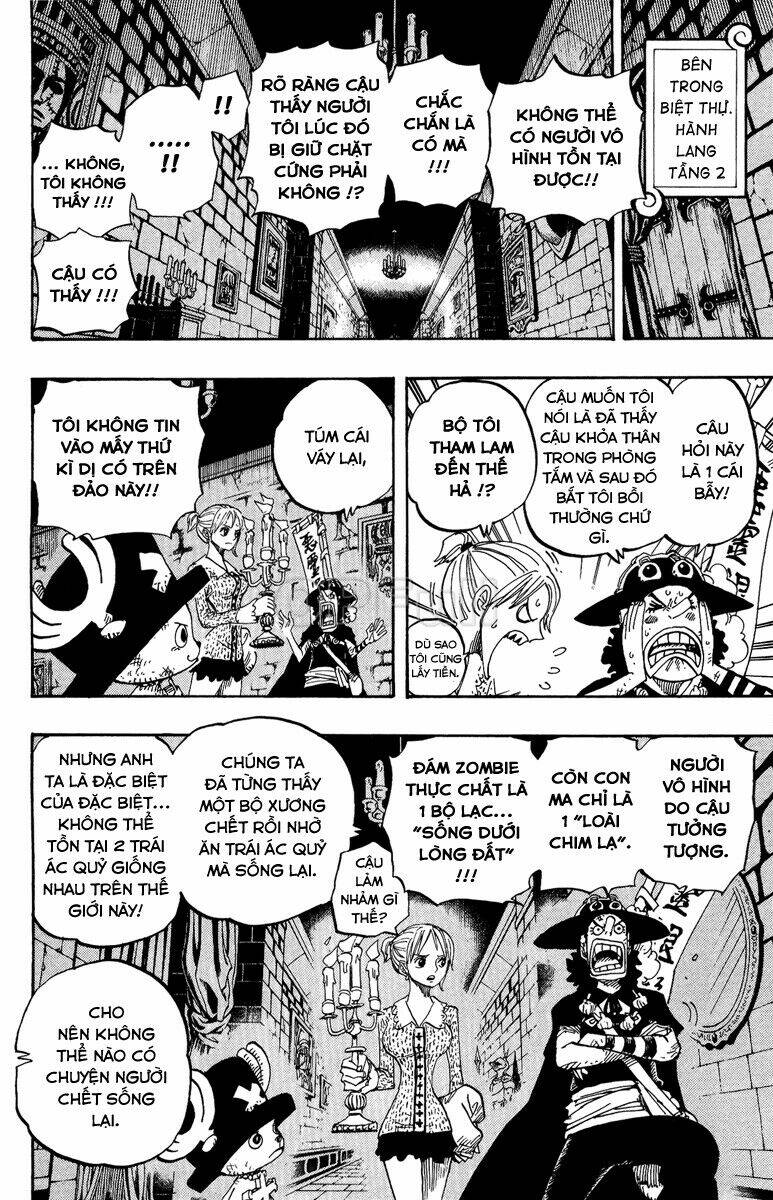 BÊN
TRONG
BIỆT THỰ.
HÀNH
LANG
TẦNG 2
KHÔNG THỂ
CÓ NGƯỜI VÔ
HÌNH TỒN TẠI
ĐƯỢC!!
CHẮC
CHẮN LÀ
CÓ MÀ
!!!
RÕ RÀNG CẬU
THẤY NGƯỜI
TÔI LÚC ĐÓ
BỊ GIỮ CHẶT
CỨNG PHẢI
KHÔNG !?
!!
.....
!!
... KHÔNG,
TÔI KHÔNG
THẤY !!!
CẬU CÓ
THẤY !!!
CÂU
HỎI NÀY
LÀ 1 CÁI
BẪY!
CẬU MUỐN TÔI
NÓI LÀ ĐÃ THẤY
CẬU KHỎA THÂN
TRONG PHÒNG
TẮM VÀ SAU ĐÓ
BẮT TÔI BỒI
THƯỜNG CHỨ
GÌ.
BỘ TÔI
THAM LAM
ĐẾN THẾ
HẢ !?
DÙ SAO
TÔI CŨNG
LẤY TIỀN.
TÚM CÁI
VÁY LẠI,
TÔI KHÔNG TIN
VÀO MẤY THỨ
KÌ DỊ CÓ TRÊN
ĐẢO NÀY!!
NGƯỜI
VÔ HÌNH
DO CẬU
TƯỞNG
TƯỢNG.
CÒN CON
MA CHỈ LÀ
1 "LOÀI
CHIM LẠ".
ĐÁM ZOMBIE
THỰC CHẤT LÀ
1 BỘ LẠC...
"SỐNG DƯỚI
LÒNG ĐẤT"
!!!
CẬU
LẢM
NHẢM GÌ
THẾ?
CHÚNG TA
ĐÃ TỪNG THẤY
MỘT BỘ XƯƠNG
CHẾT RỒI NHỜ
ĂN TRÁI ÁC QUỶ
MÀ SỐNG LẠI.
NHƯNG ANH
TA LÀ ĐẶC BIỆT
CỦA ĐẶC BIỆT...
KHÔNG THỂ
TỒN TẠI 2 TRÁI
ÁC QUỶ GIỐNG
NHAU TRÊN THẾ
GIỚI NÀY!
CHO
NÊN KHÔNG
THỂ NÀO CÓ
CHUYỆN NGƯỜI
CHẾT SỐNG
LẠI.